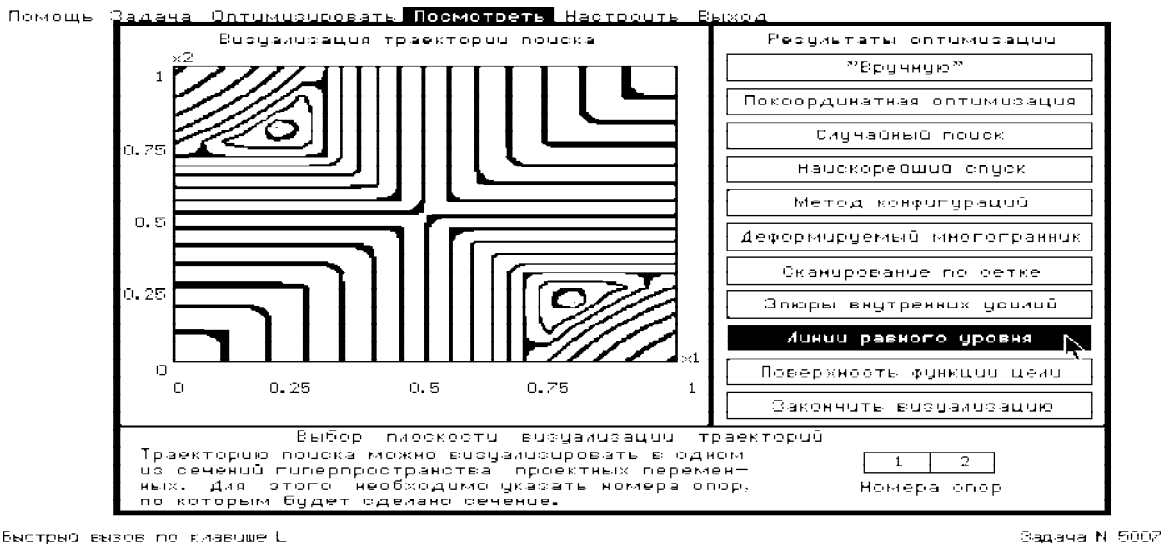 Помощь Задача Оптимизировать Посмотреть Настроить Выход
Визуализация траектории поиска
x2
1
0.75
0.5
0.25
0
0 0.25 0.5 0.75 1
x1
Результаты оптимизации
"Вручную"
Покоординатная оптимизация
Случайный поиск
Наискорейший спуск
Метод конфигураций
Деформируемый многогранник
Сканирование по сетке
Эпюры внутренних усилий
Линии равного уровня
Поверхность функции цели
Закончить визуализацию
Выбор плоскости визуализации траекторий
Траекторию поиска можно визуализировать в одном
из сечений гиперпространства проектных перемен-
ных. Для этого необходимо указать номера опор,
по которым будет сделано сечение.
1 2
Номера опор
Быстрый вызов по клавише L
Задача N 5007